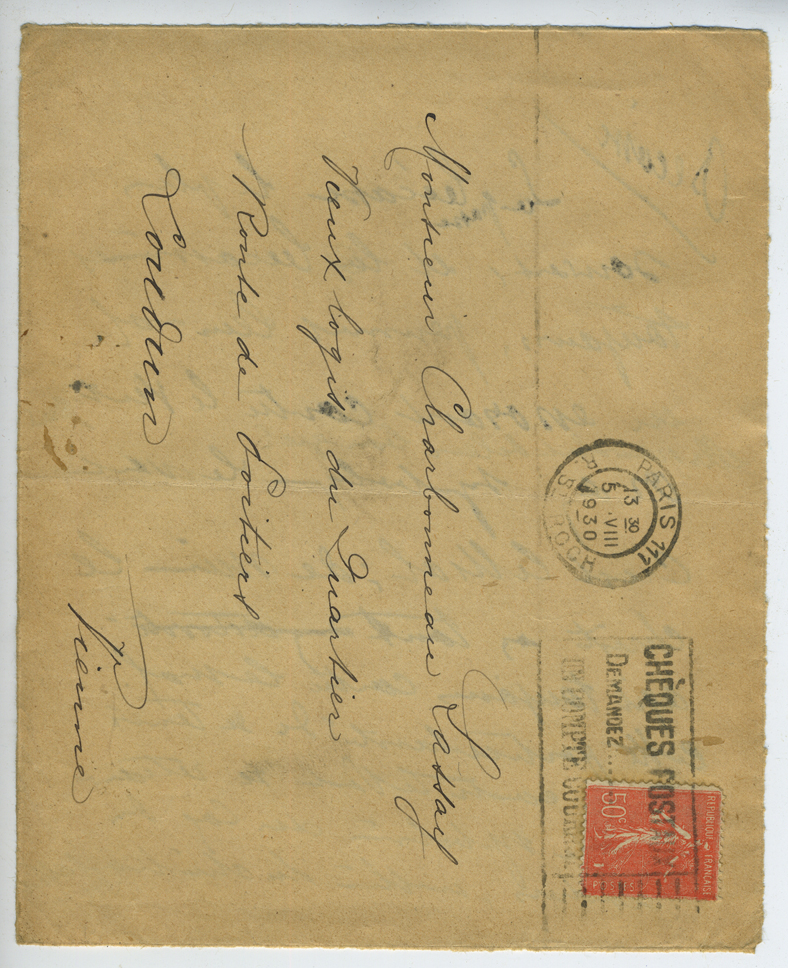 PARIS 111
R. ST ROCH
13 30
5 · VIII
1930
CHÈQUES POSTAUX
DEMANDEZ...
UN COMPTE COURANT
REPUBLIQUE FRANÇAISE
50c
Monsieur Charbonneau Lassay
Vieux logis du Quartier
Route de Poitiers
Loudun
Vienne